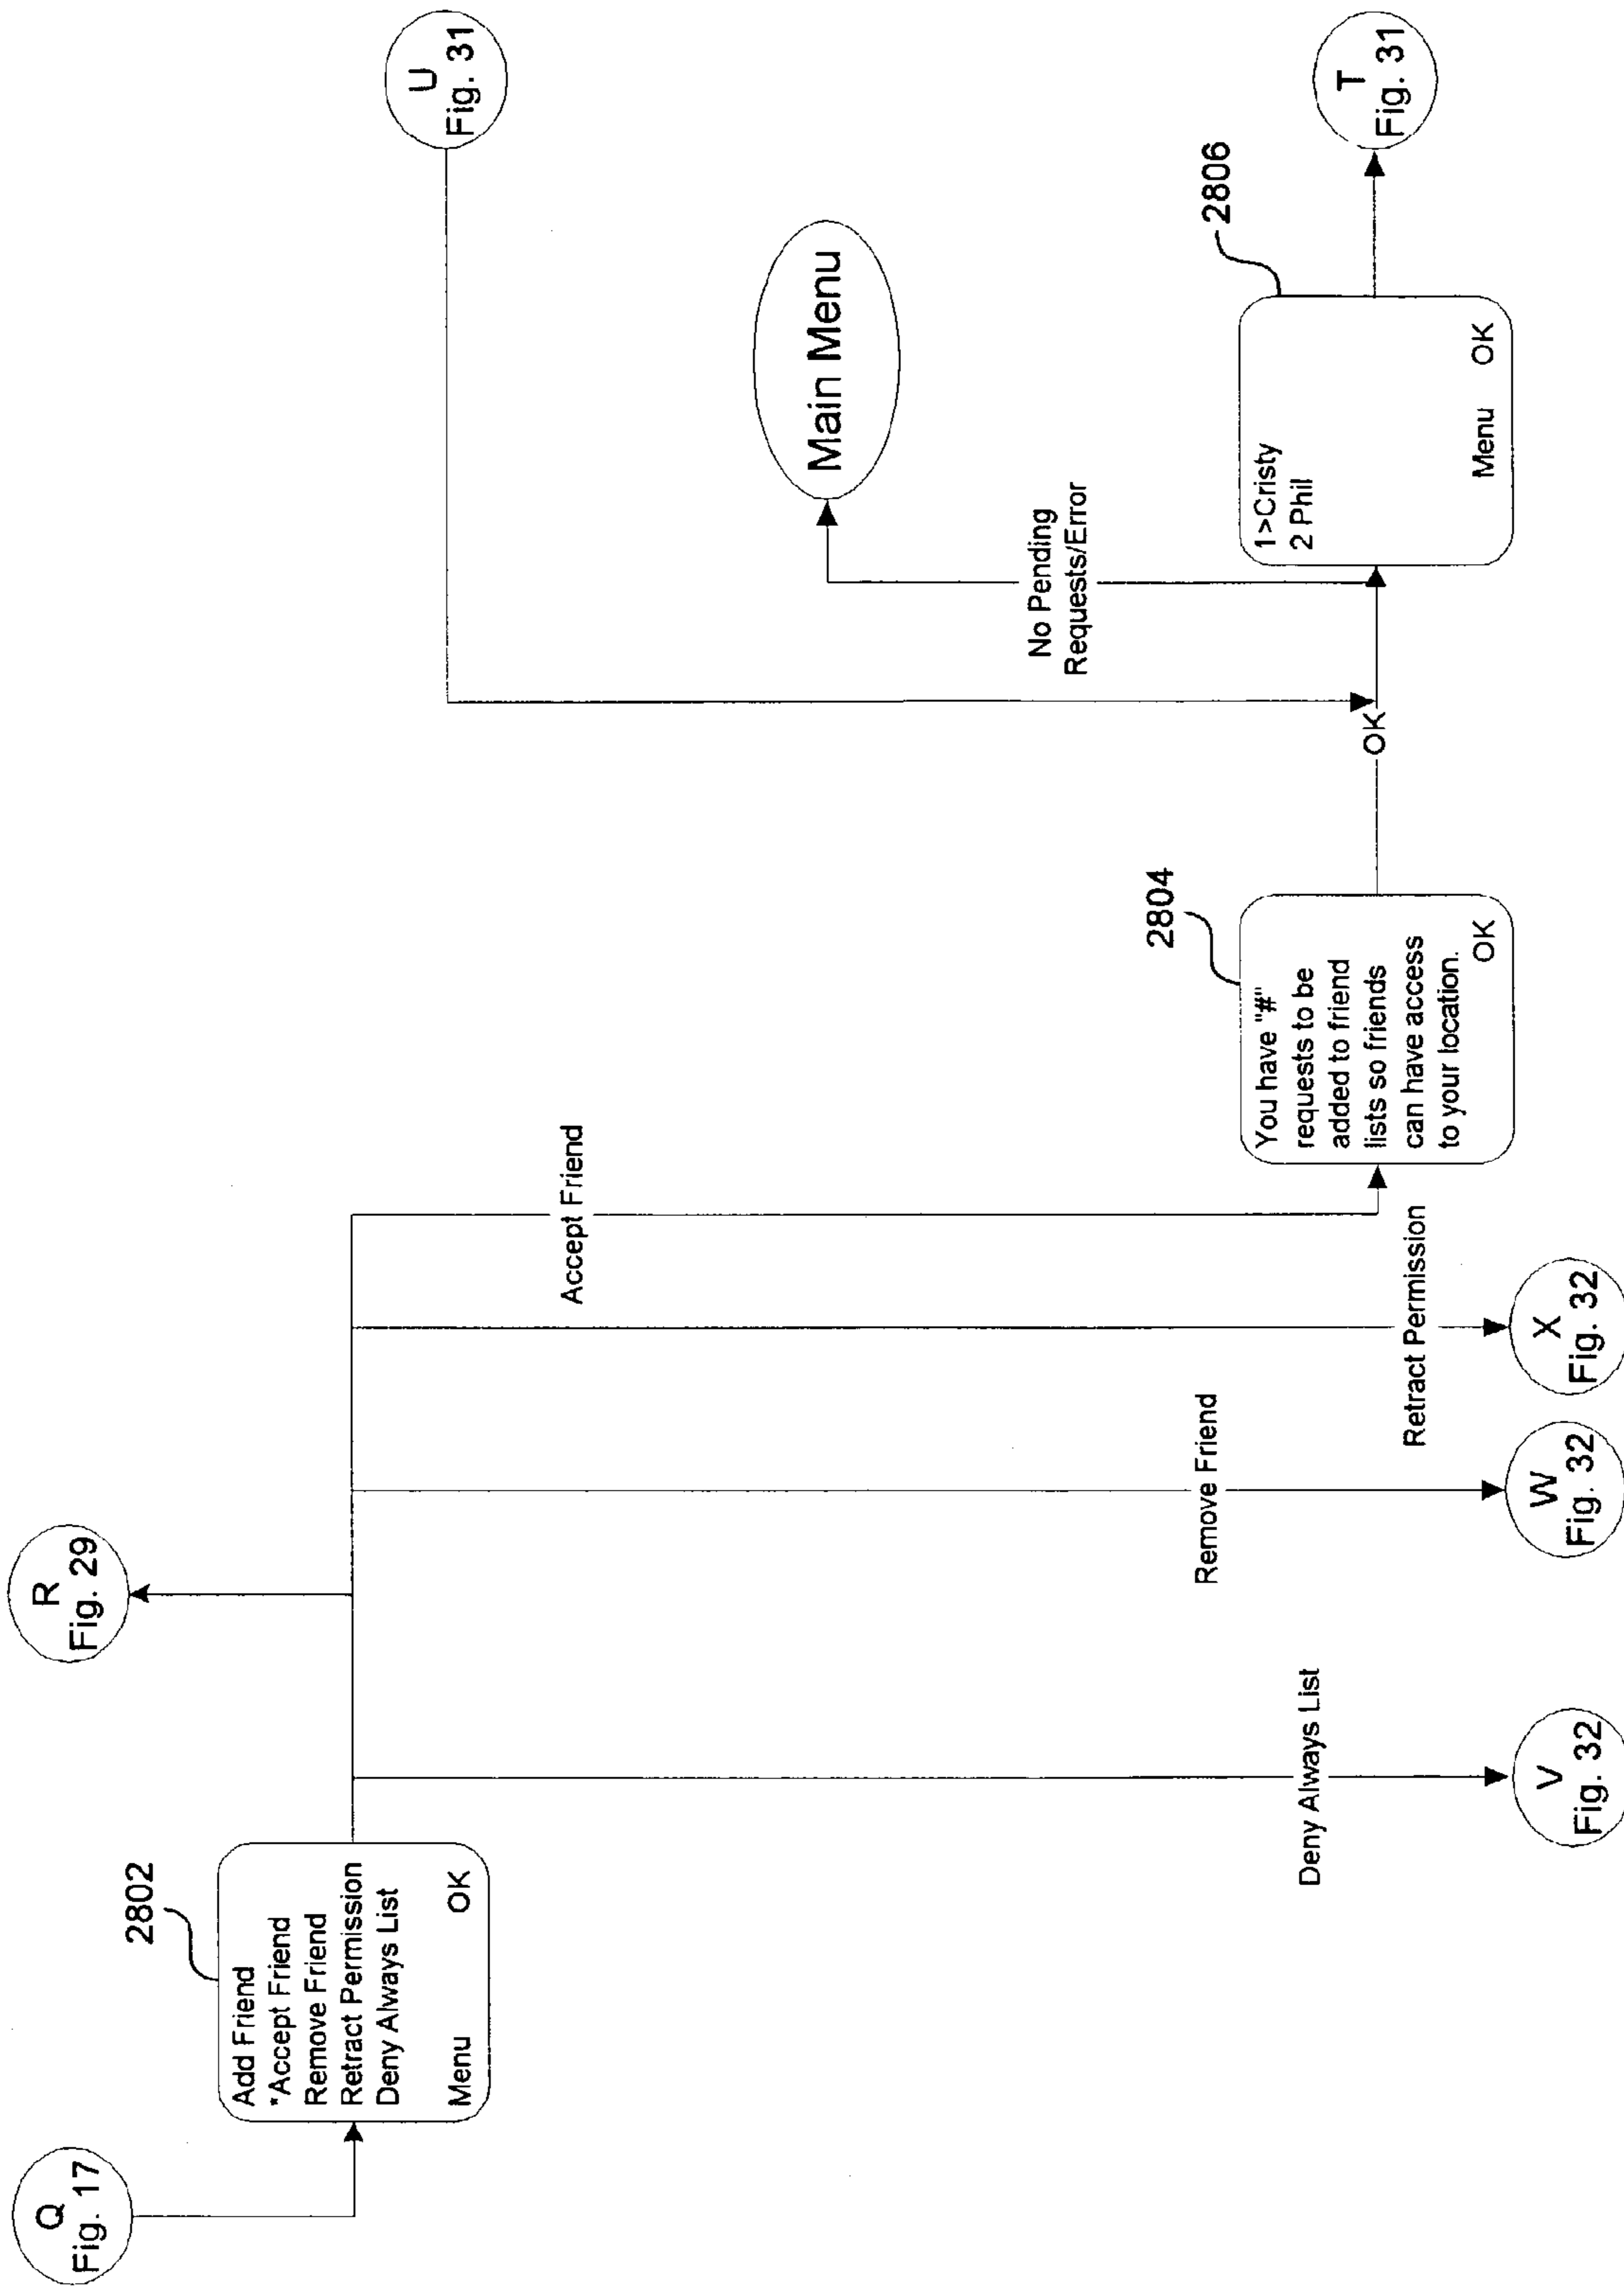 Q
Fig. 17
R
Fig. 29
2802
Add Friend
*Accept Friend
Remove Friend
Retract Permission
Deny Always List
Menu OK
Deny Always List
V
Fig. 32
Remove Friend
W
Fig. 32
Retract Permission
X
Fig. 32
Accept Friend
2804
You have "#"
requests to be
added to friend
lists so friends
can have access
to your location.
OK
OK
U
Fig. 31
No Pending
Requests/Error
Main Menu
2806
1>Cristy
2 Phil
Menu OK
T
Fig. 31